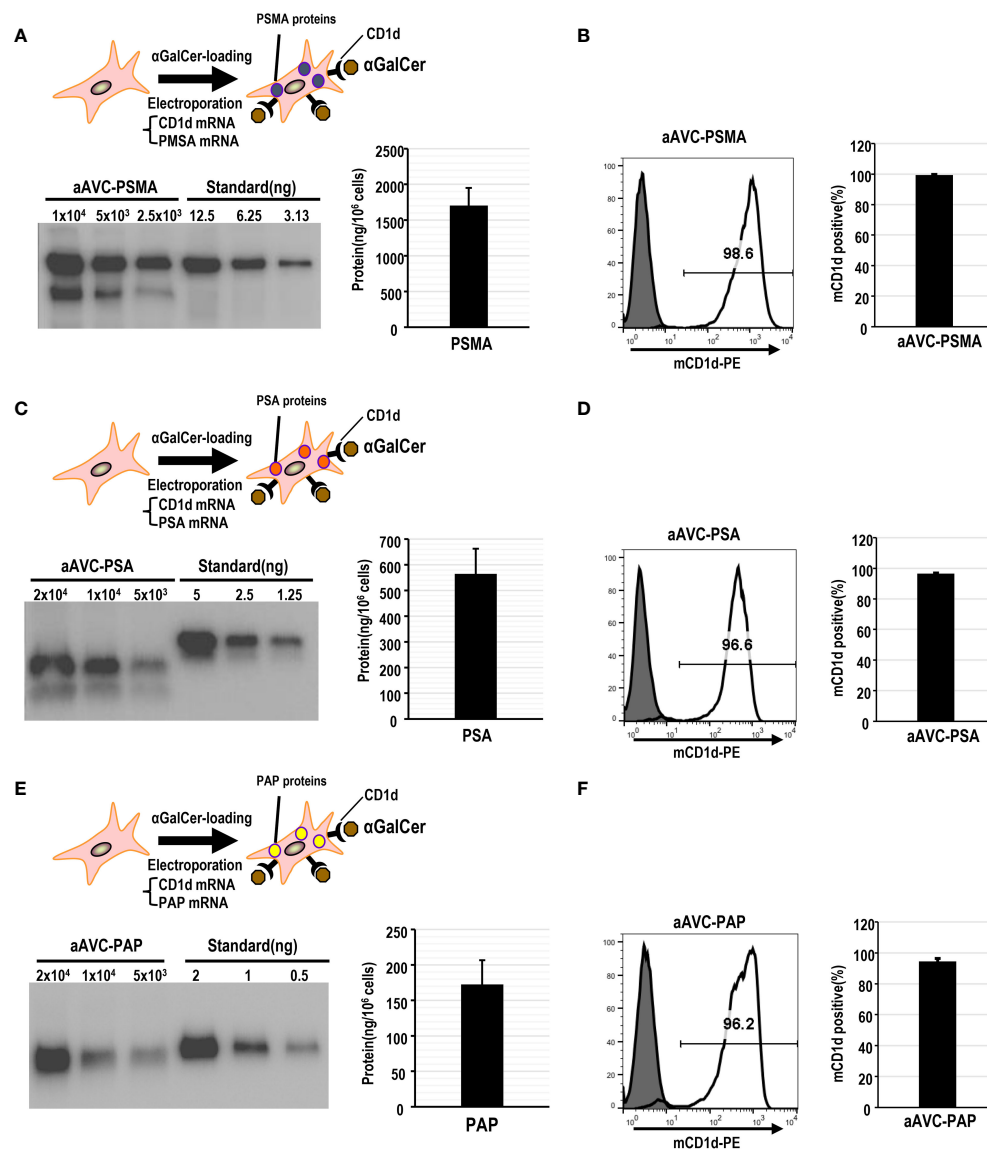 A
αGalCer-loading
Electroporation
CD1d mRNA
PMSA mRNA
PSMA proteins
CD1d
αGalCer
aAVC-PSMA Standard(ng)
1x10⁴ 5x10³ 2.5x10³ 12.5 6.25 3.13
Protein(ng/10⁶ cells)
2500
2000
1500
1000
500
0
PSMA
B
aAVC-PSMA
100
80
60
40
20
0
98.6
10⁰ 10¹ 10² 10³ 10⁴
mCD1d-PE
mCD1d positive(%)
120
100
80
60
40
20
0
aAVC-PSMA
C
αGalCer-loading
Electroporation
CD1d mRNA
PSA mRNA
PSA proteins
CD1d
αGalCer
aAVC-PSA Standard(ng)
2x10⁴ 1x10⁴ 5x10³ 5 2.5 1.25
Protein(ng/10⁶ cells)
700
600
500
400
300
200
100
0
PSA
D
aAVC-PSA
100
80
60
40
20
0
96.6
10⁰ 10¹ 10² 10³ 10⁴
mCD1d-PE
mCD1d positive(%)
120
100
80
60
40
20
0
aAVC-PSA
E
αGalCer-loading
Electroporation
CD1d mRNA
PAP mRNA
PAP proteins
CD1d
αGalCer
aAVC-PAP Standard(ng)
2x10⁴ 1x10⁴ 5x10³ 2 1 0.5
Protein(ng/10⁶ cells)
250
200
150
100
50
0
PAP
F
aAVC-PAP
100
80
60
40
20
0
96.2
10⁰ 10¹ 10² 10³ 10⁴
mCD1d-PE
mCD1d positive(%)
120
100
80
60
40
20
0
aAVC-PAP